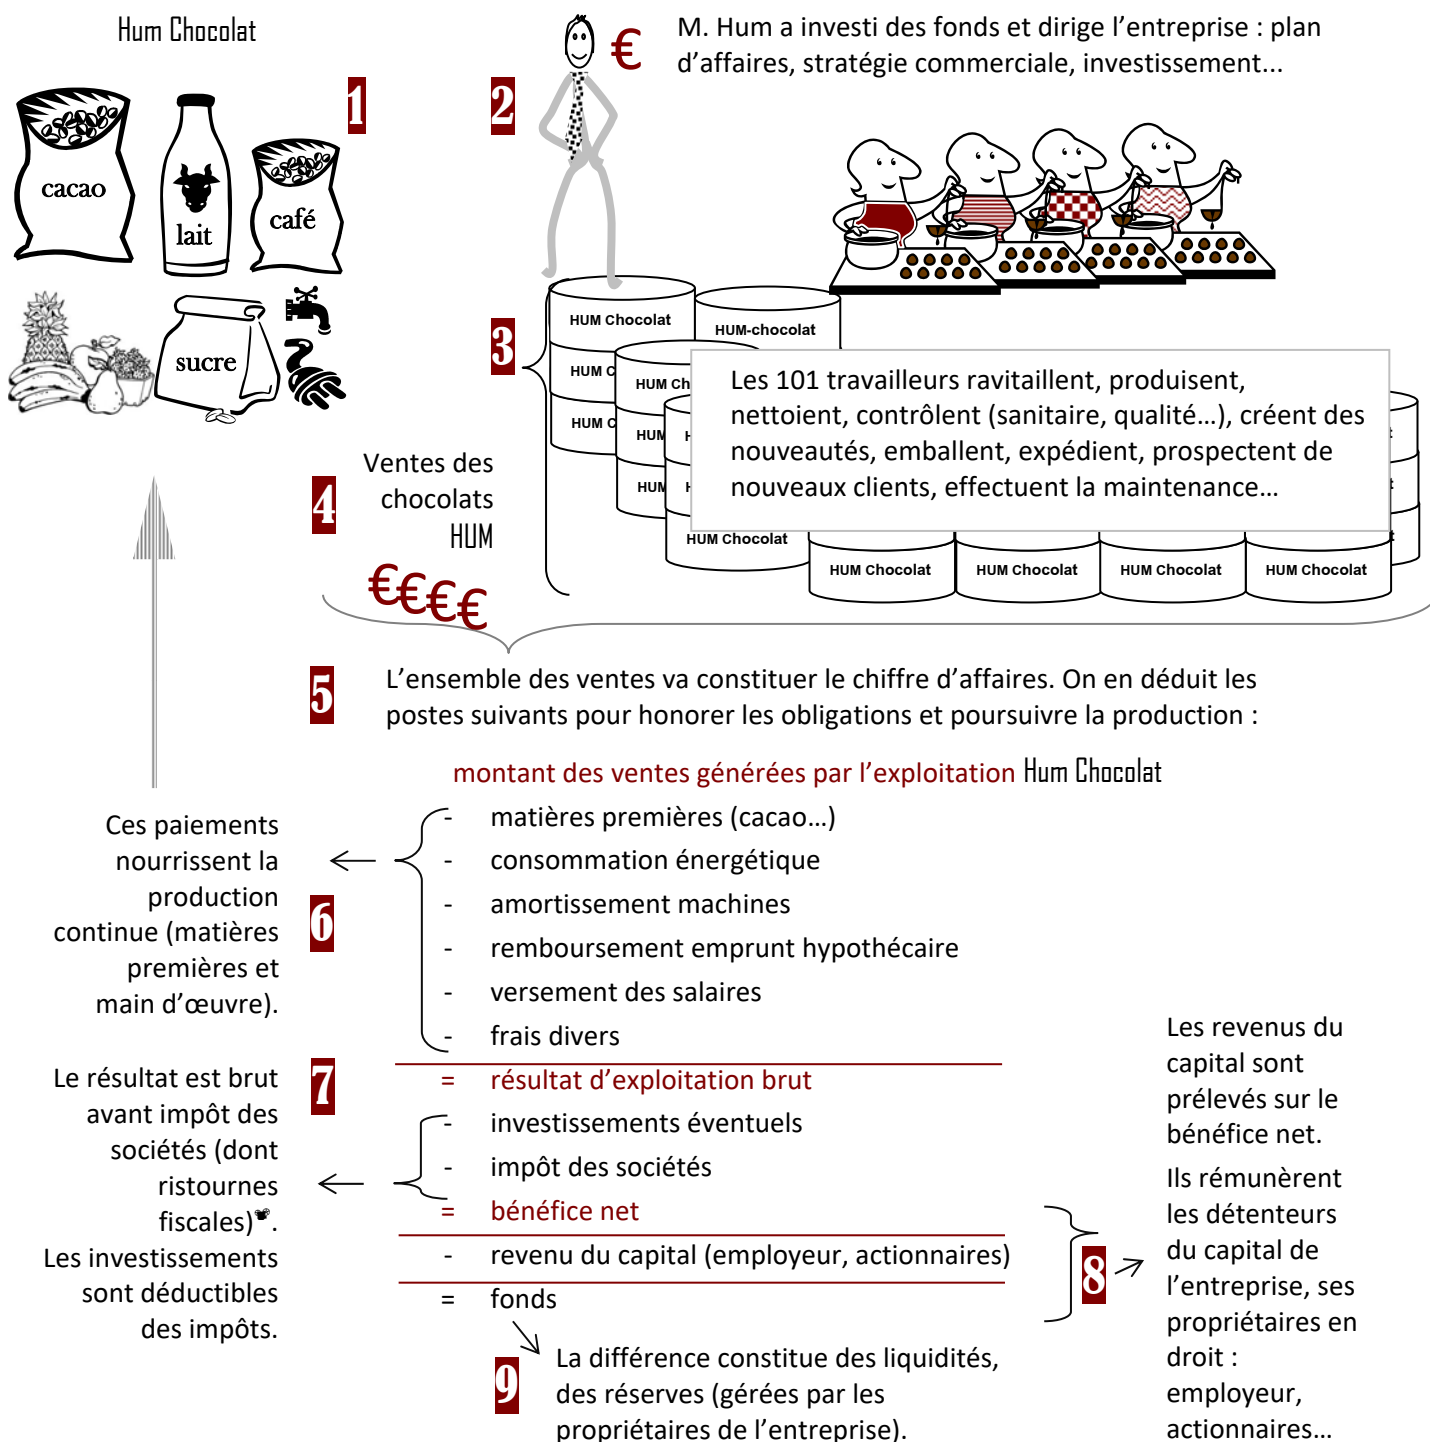 Hum Chocolat
1
cacao
lait
café
sucre
2
€
M. Hum a investi des fonds et dirige l’entreprise : plan
d’affaires, stratégie commerciale, investissement...
3
HUM Chocolat
HUM-chocolat
HUM C
HUM Ch
HUM C
HUM
H
HUM
H
t
t
HUM Chocolat
HUM Chocolat
HUM Chocolat
HUM Chocolat
HUM Chocolat
Les 101 travailleurs ravitaillent, produisent,
nettoient, contrôlent (sanitaire, qualité…), créent des
nouveautés, emballent, expédient, prospectent de
nouveaux clients, effectuent la maintenance…
4
Ventes des
chocolats
HUM
€€€€
5
L’ensemble des ventes va constituer le chiffre d’affaires. On en déduit les
postes suivants pour honorer les obligations et poursuivre la production :
montant des ventes générées par l’exploitation Hum Chocolat
- matières premières (cacao…)
- consommation énergétique
- amortissement machines
- remboursement emprunt hypothécaire
- versement des salaires
- frais divers
= résultat d’exploitation brut
- investissements éventuels
- impôt des sociétés
= bénéfice net
- revenu du capital (employeur, actionnaires)
= fonds
6
Ces paiements
nourrissent la
production
continue (matières
premières et
main d’œuvre).
7
Le résultat est brut
avant impôt des
sociétés (dont
ristournes
fiscales).
Les investissements
sont déductibles
des impôts.
8
Les revenus du
capital sont
prélevés sur le
bénéfice net.
Ils rémunèrent
les détenteurs
du capital de
l’entreprise, ses
propriétaires en
droit :
employeur,
actionnaires…
9
La différence constitue des liquidités,
des réserves (gérées par les
propriétaires de l’entreprise).